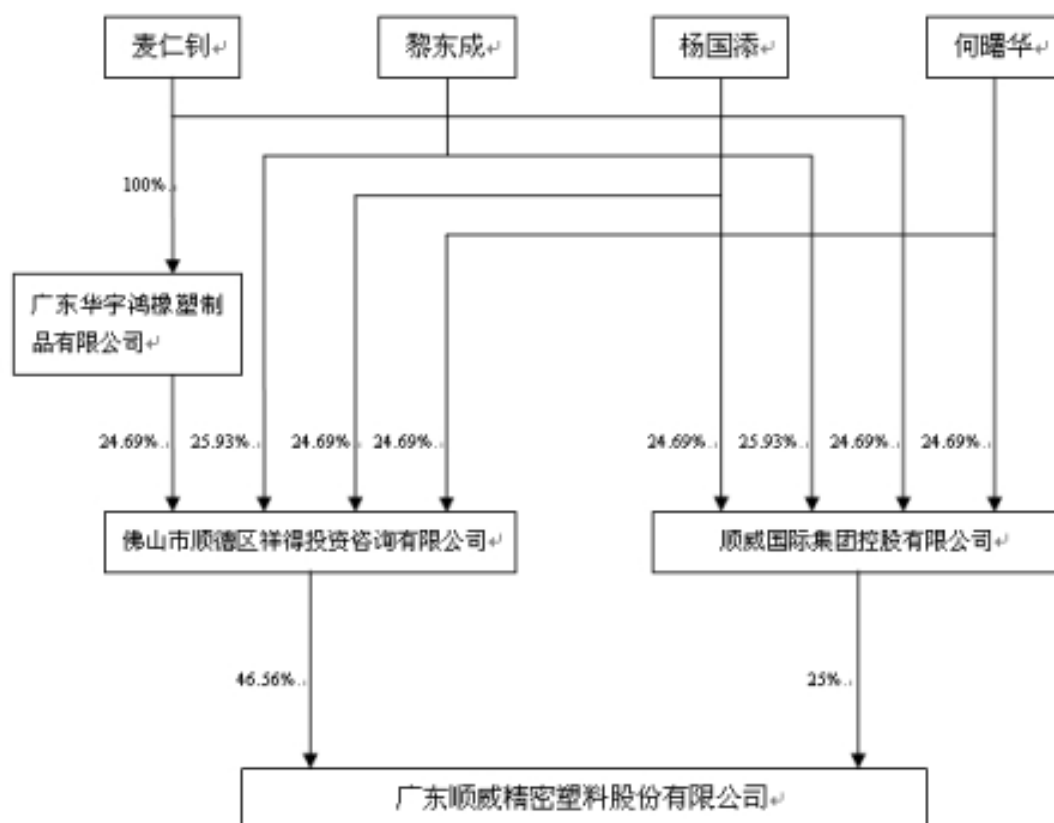 麦仁钊
黎东成
杨国添
何曙华
100%
广东华宇鸿橡塑制
品有限公司
24.69%
25.93%
24.69%
24.69%
24.69%
25.93%
24.69%
24.69%
佛山市顺德区祥得投资咨询有限公司
顺威国际集团控股有限公司
46.56%
25%
广东顺威精密塑料股份有限公司